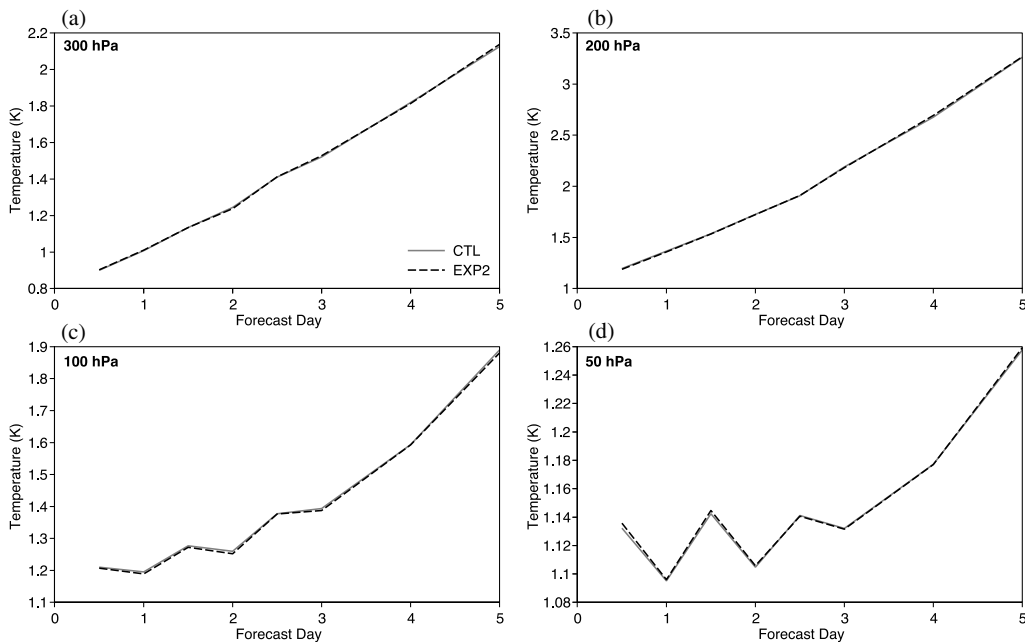 (a)
300 hPa
Temperature (K)
2.2
2
1.8
1.6
1.4
1.2
1
0.8
0 1 2 3 4 5
Forecast Day
CTL
EXP2
(b)
200 hPa
Temperature (K)
3.5
3
2.5
2
1.5
1
0 1 2 3 4 5
Forecast Day
(c)
100 hPa
Temperature (K)
1.9
1.8
1.7
1.6
1.5
1.4
1.3
1.2
1.1
0 1 2 3 4 5
Forecast Day
(d)
50 hPa
Temperature (K)
1.26
1.24
1.22
1.2
1.18
1.16
1.14
1.12
1.1
1.08
0 1 2 3 4 5
Forecast Day